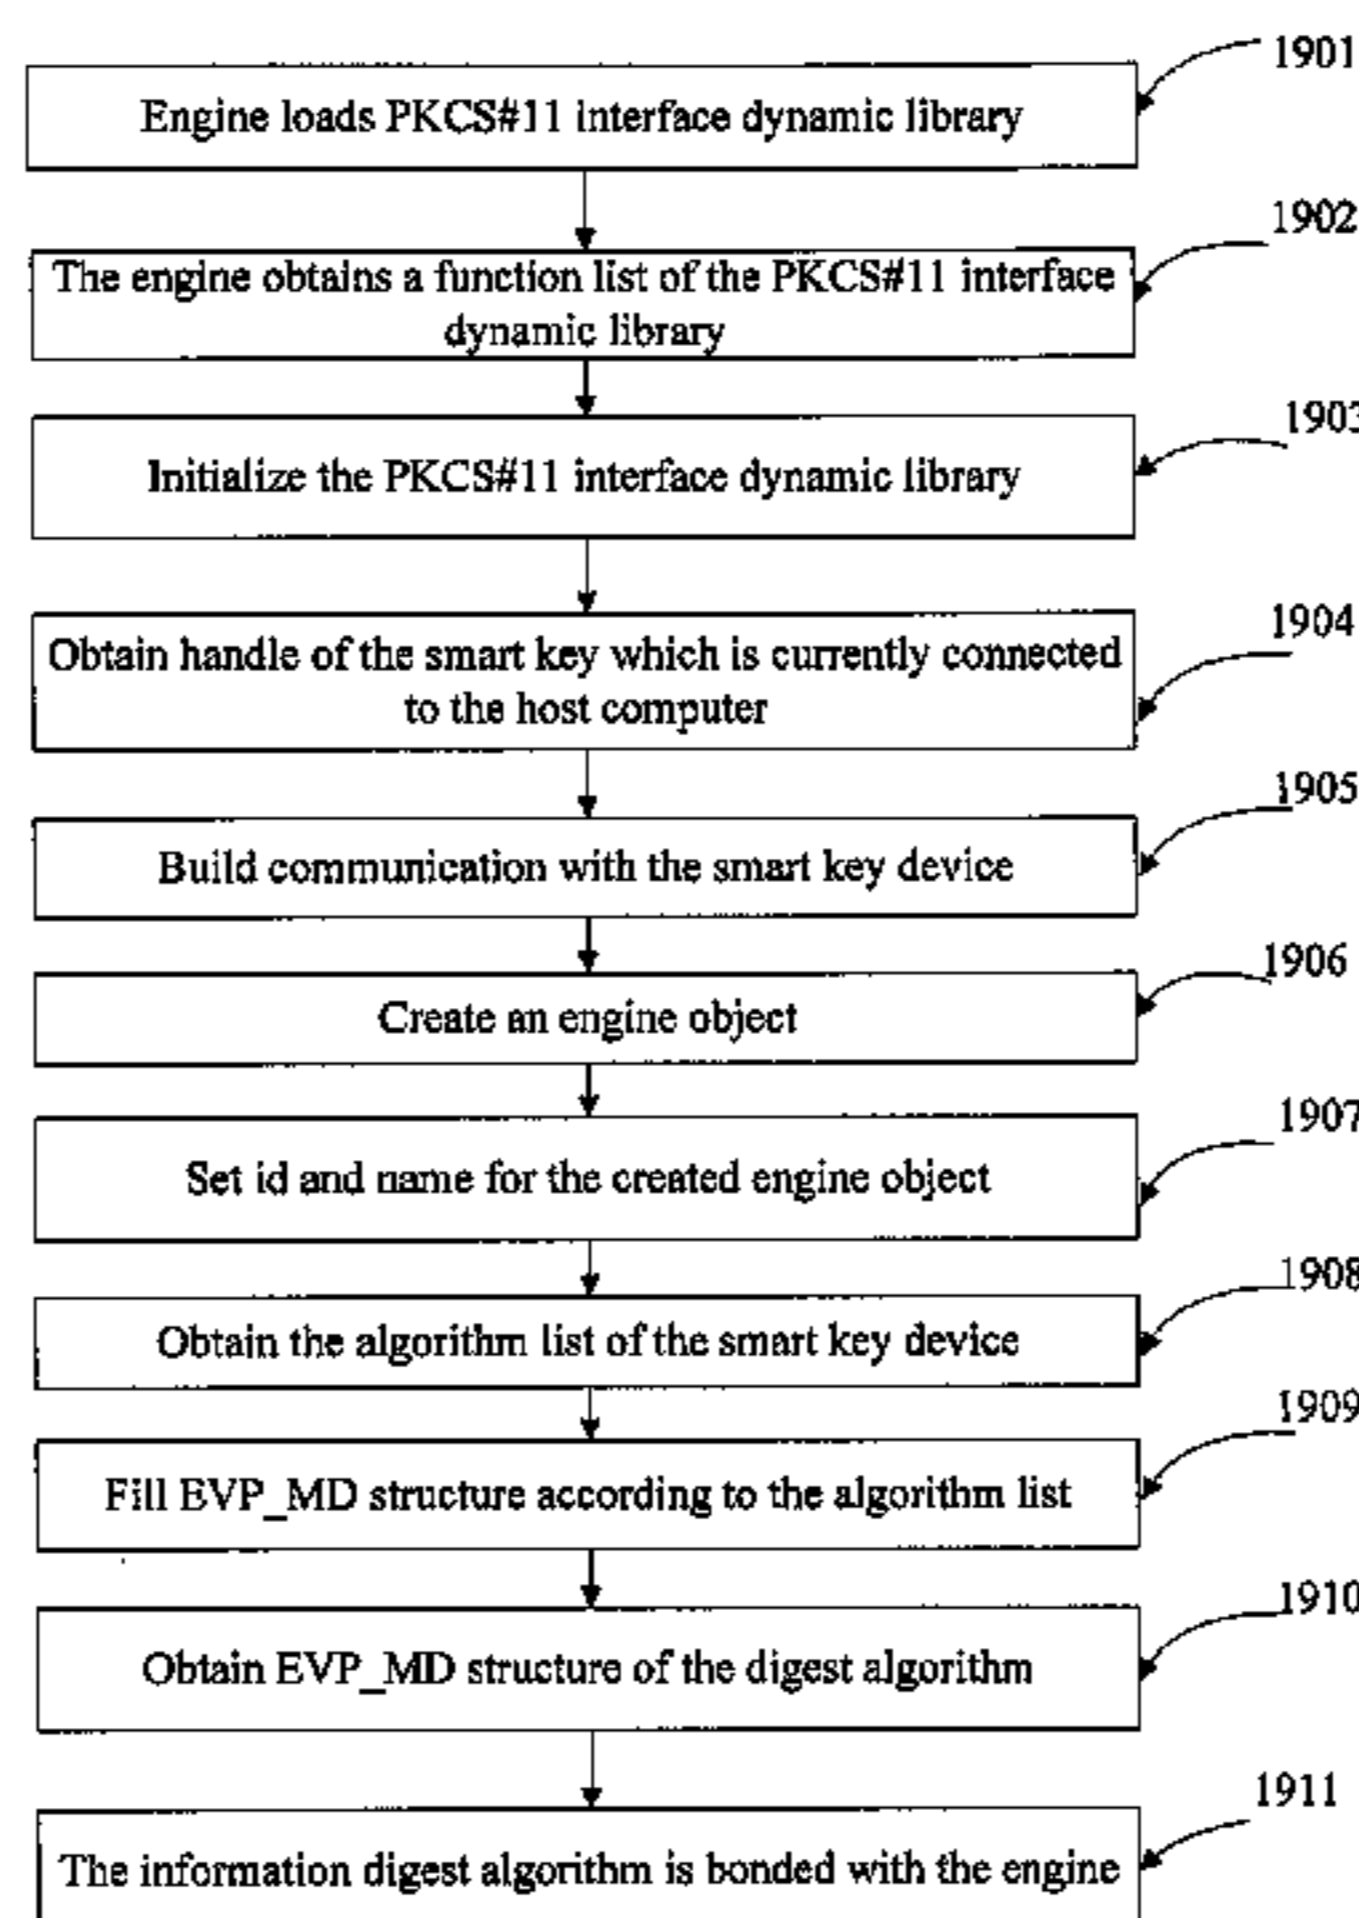 1901
Engine loads PKCS#11 interface dynamic library
1902
The engine obtains a function list of the PKCS#11 interface
dynamic library
1903
Initialize the PKCS#11 interface dynamic library
1904
Obtain handle of the smart key which is currently connected
to the host computer
1905
Build communication with the smart key device
1906
Create an engine object
1907
Set id and name for the created engine object
1908
Obtain the algorithm list of the smart key device
1909
Fill EVP_MD structure according to the algorithm list
1910
Obtain EVP_MD structure of the digest algorithm
1911
The information digest algorithm is bonded with the engine